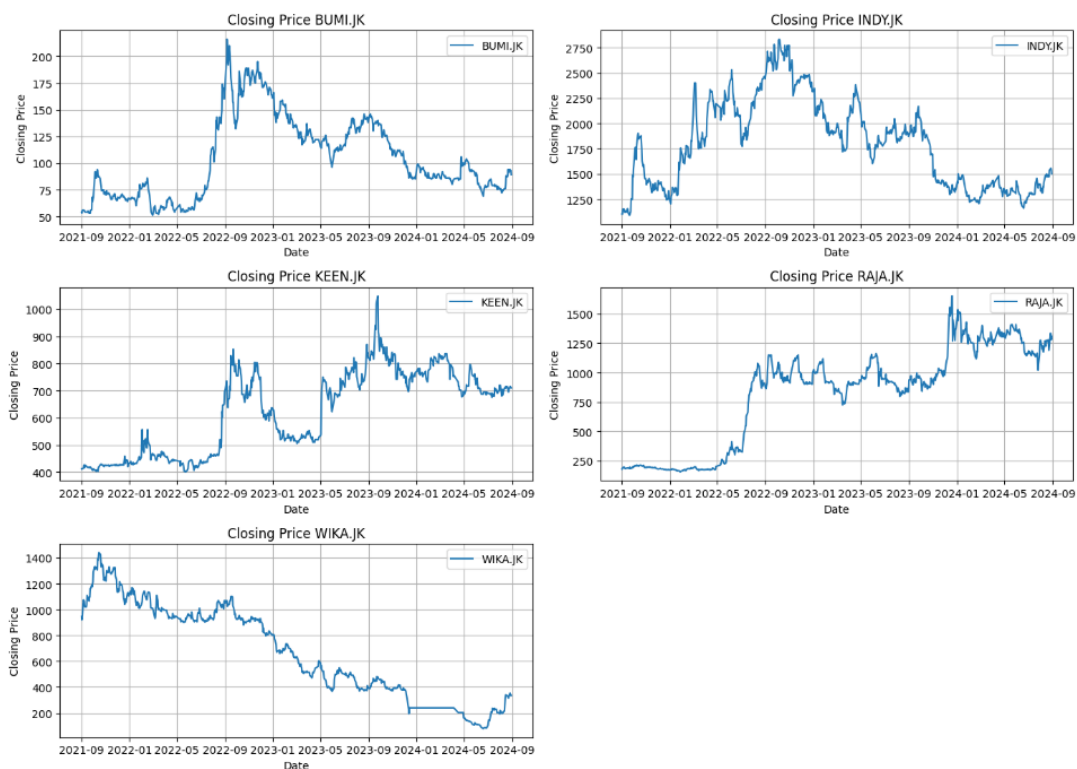 Closing Price BUMI.JK
BUMI.JK
200
175
150
125
100
75
50
Closing Price
2021-09 2022-01 2022-05 2022-09 2023-01 2023-05 2023-09 2024-01 2024-05 2024-09
Date
Closing Price INDY.JK
INDY.JK
2750
2500
2250
2000
1750
1500
1250
Closing Price
2021-09 2022-01 2022-05 2022-09 2023-01 2023-05 2023-09 2024-01 2024-05 2024-09
Date
Closing Price KEEN.JK
KEEN.JK
1000
900
800
700
600
500
400
Closing Price
2021-09 2022-01 2022-05 2022-09 2023-01 2023-05 2023-09 2024-01 2024-05 2024-09
Date
Closing Price RAJA.JK
RAJA.JK
1500
1250
1000
750
500
250
Closing Price
2021-09 2022-01 2022-05 2022-09 2023-01 2023-05 2023-09 2024-01 2024-05 2024-09
Date
Closing Price WIKA.JK
WIKA.JK
1400
1200
1000
800
600
400
200
Closing Price
2021-09 2022-01 2022-05 2022-09 2023-01 2023-05 2023-09 2024-01 2024-05 2024-09
Date